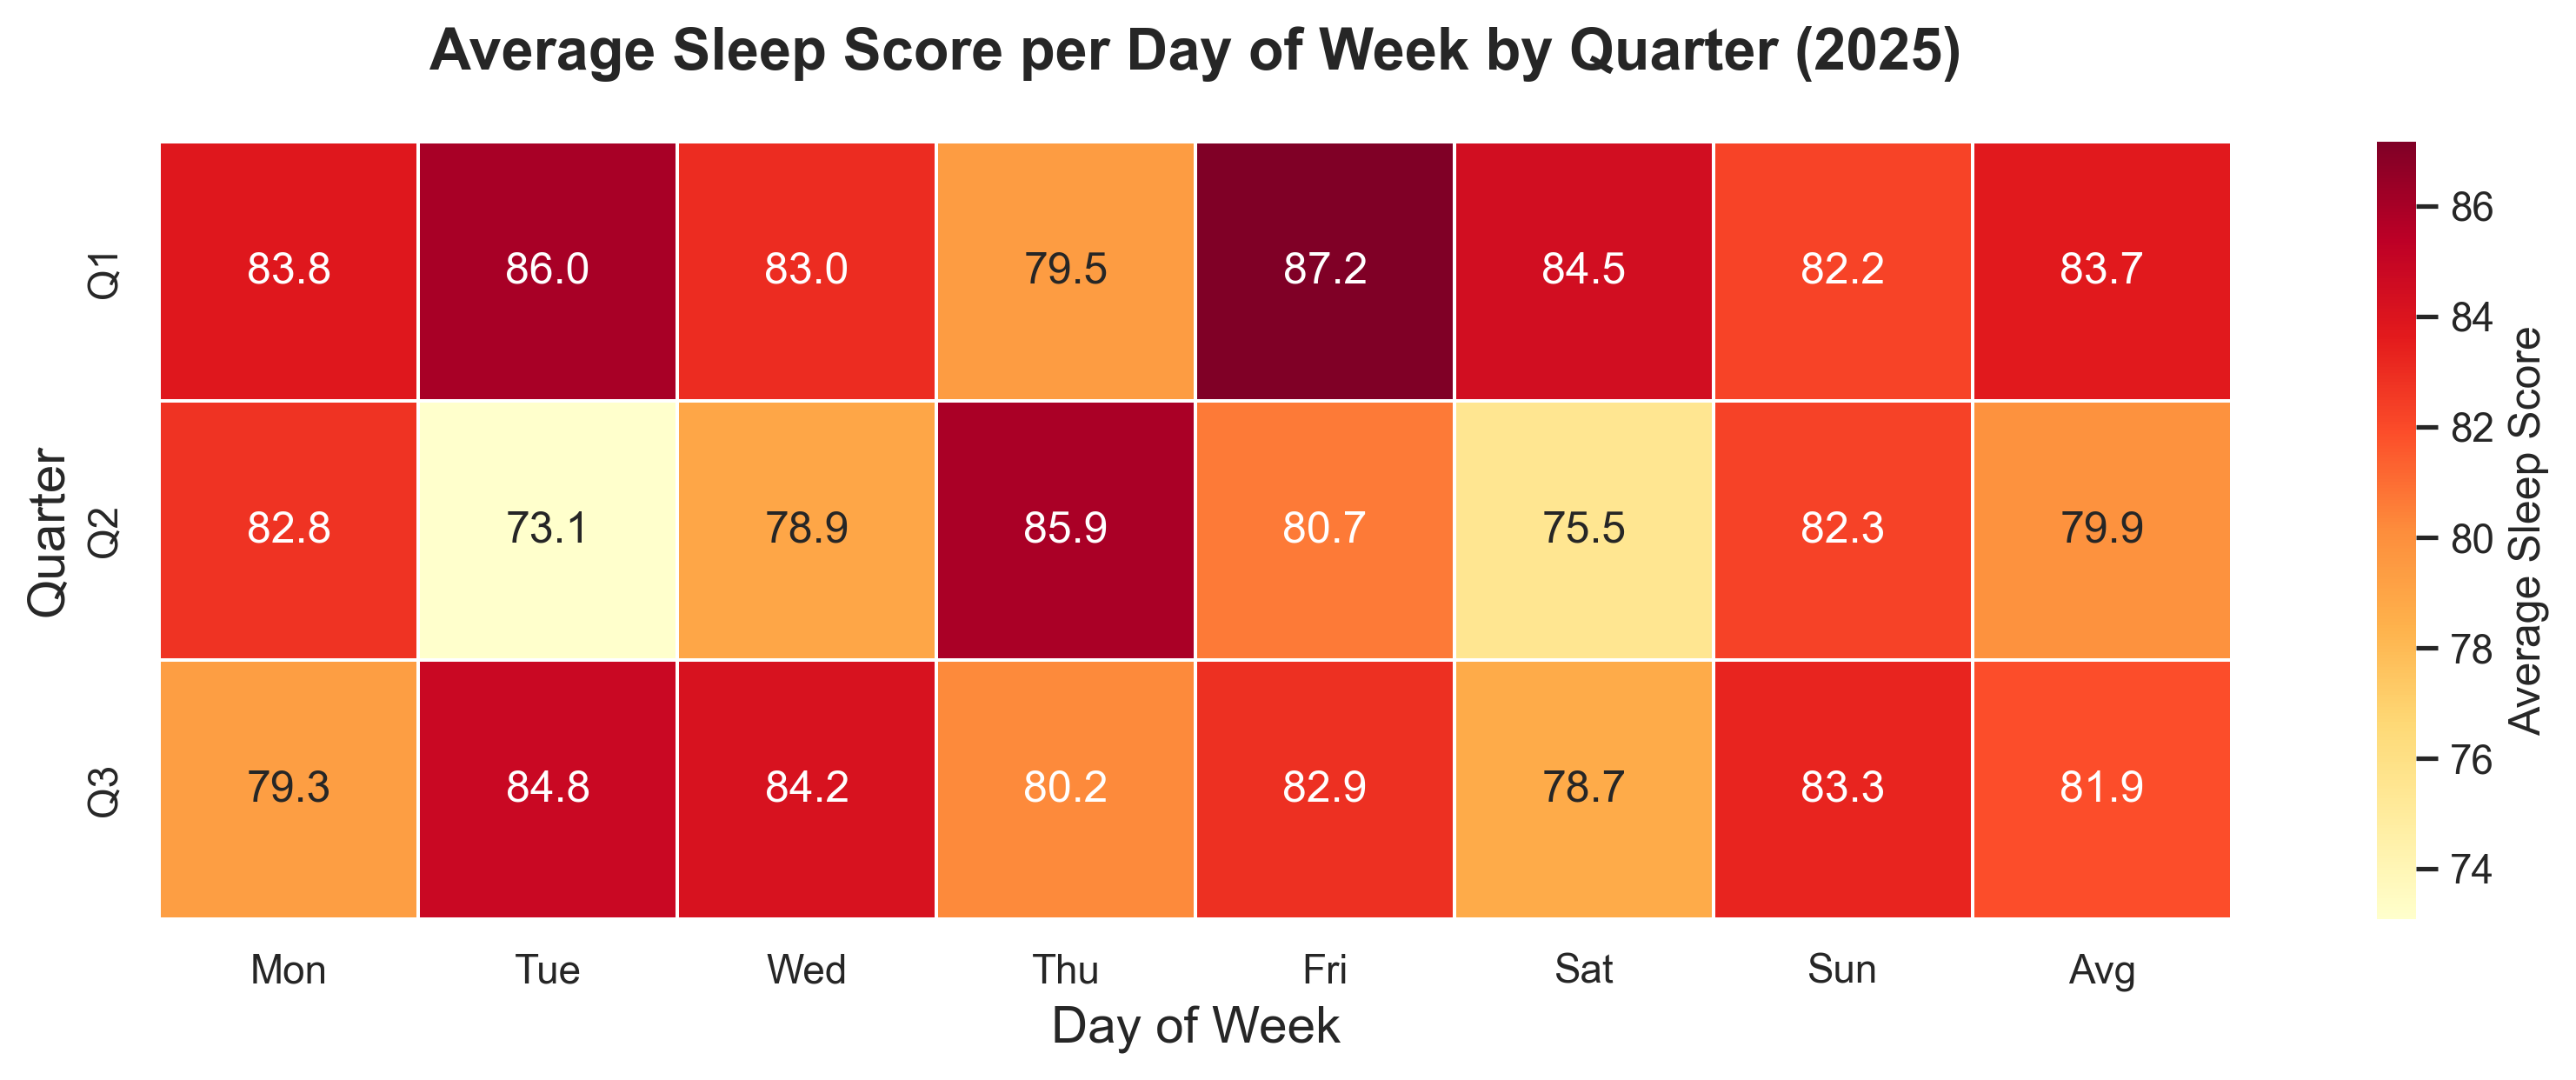 Average Sleep Score per Day of Week by Quarter (2025)
Quarter
Q1
83.8 86.0 83.0 79.5 87.2 84.5 82.2 83.7
Q2
82.8 73.1 78.9 85.9 80.7 75.5 82.3 79.9
Q3
79.3 84.8 84.2 80.2 82.9 78.7 83.3 81.9
Mon Tue Wed Thu Fri Sat Sun Avg
Day of Week
86
84
82
80
78
76
74
Average Sleep Score